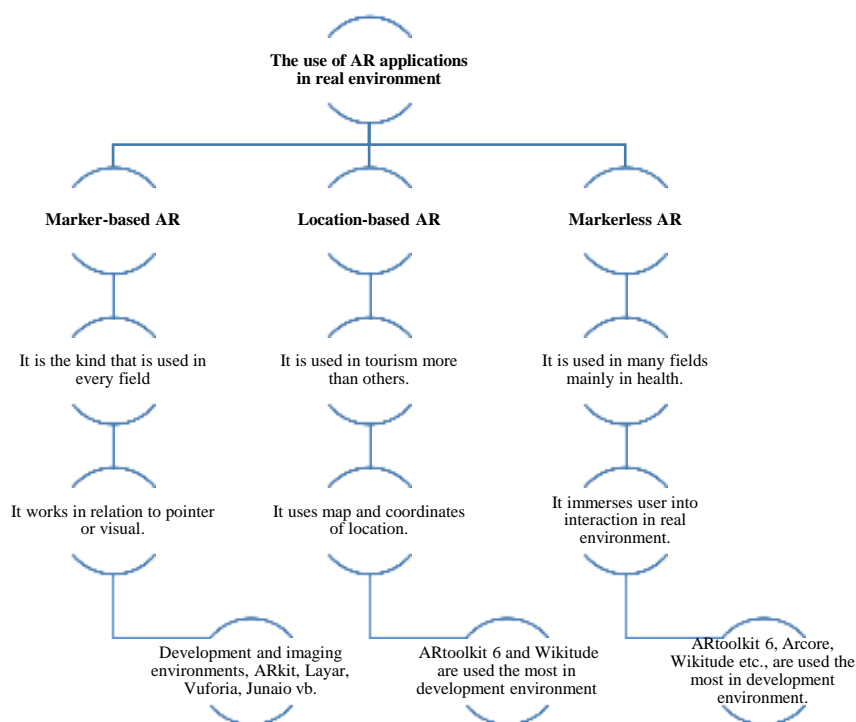 The use of AR applications
in real environment
Marker-based AR
Location-based AR
Markerless AR
It is the kind that is used in
every field
It is used in tourism more
than others.
It is used in many fields
mainly in health.
It works in relation to pointer
or visual.
It uses map and coordinates
of location.
It immerses user into
interaction in real
environment.
Development and imaging
environments, ARkit, Layar,
Vuforia, Junaio vb.
ARtoolkit 6 and Wikitude
are used the most in
development environment
ARtoolkit 6, Arcore,
Wikitude etc., are used the
most in development
environment.